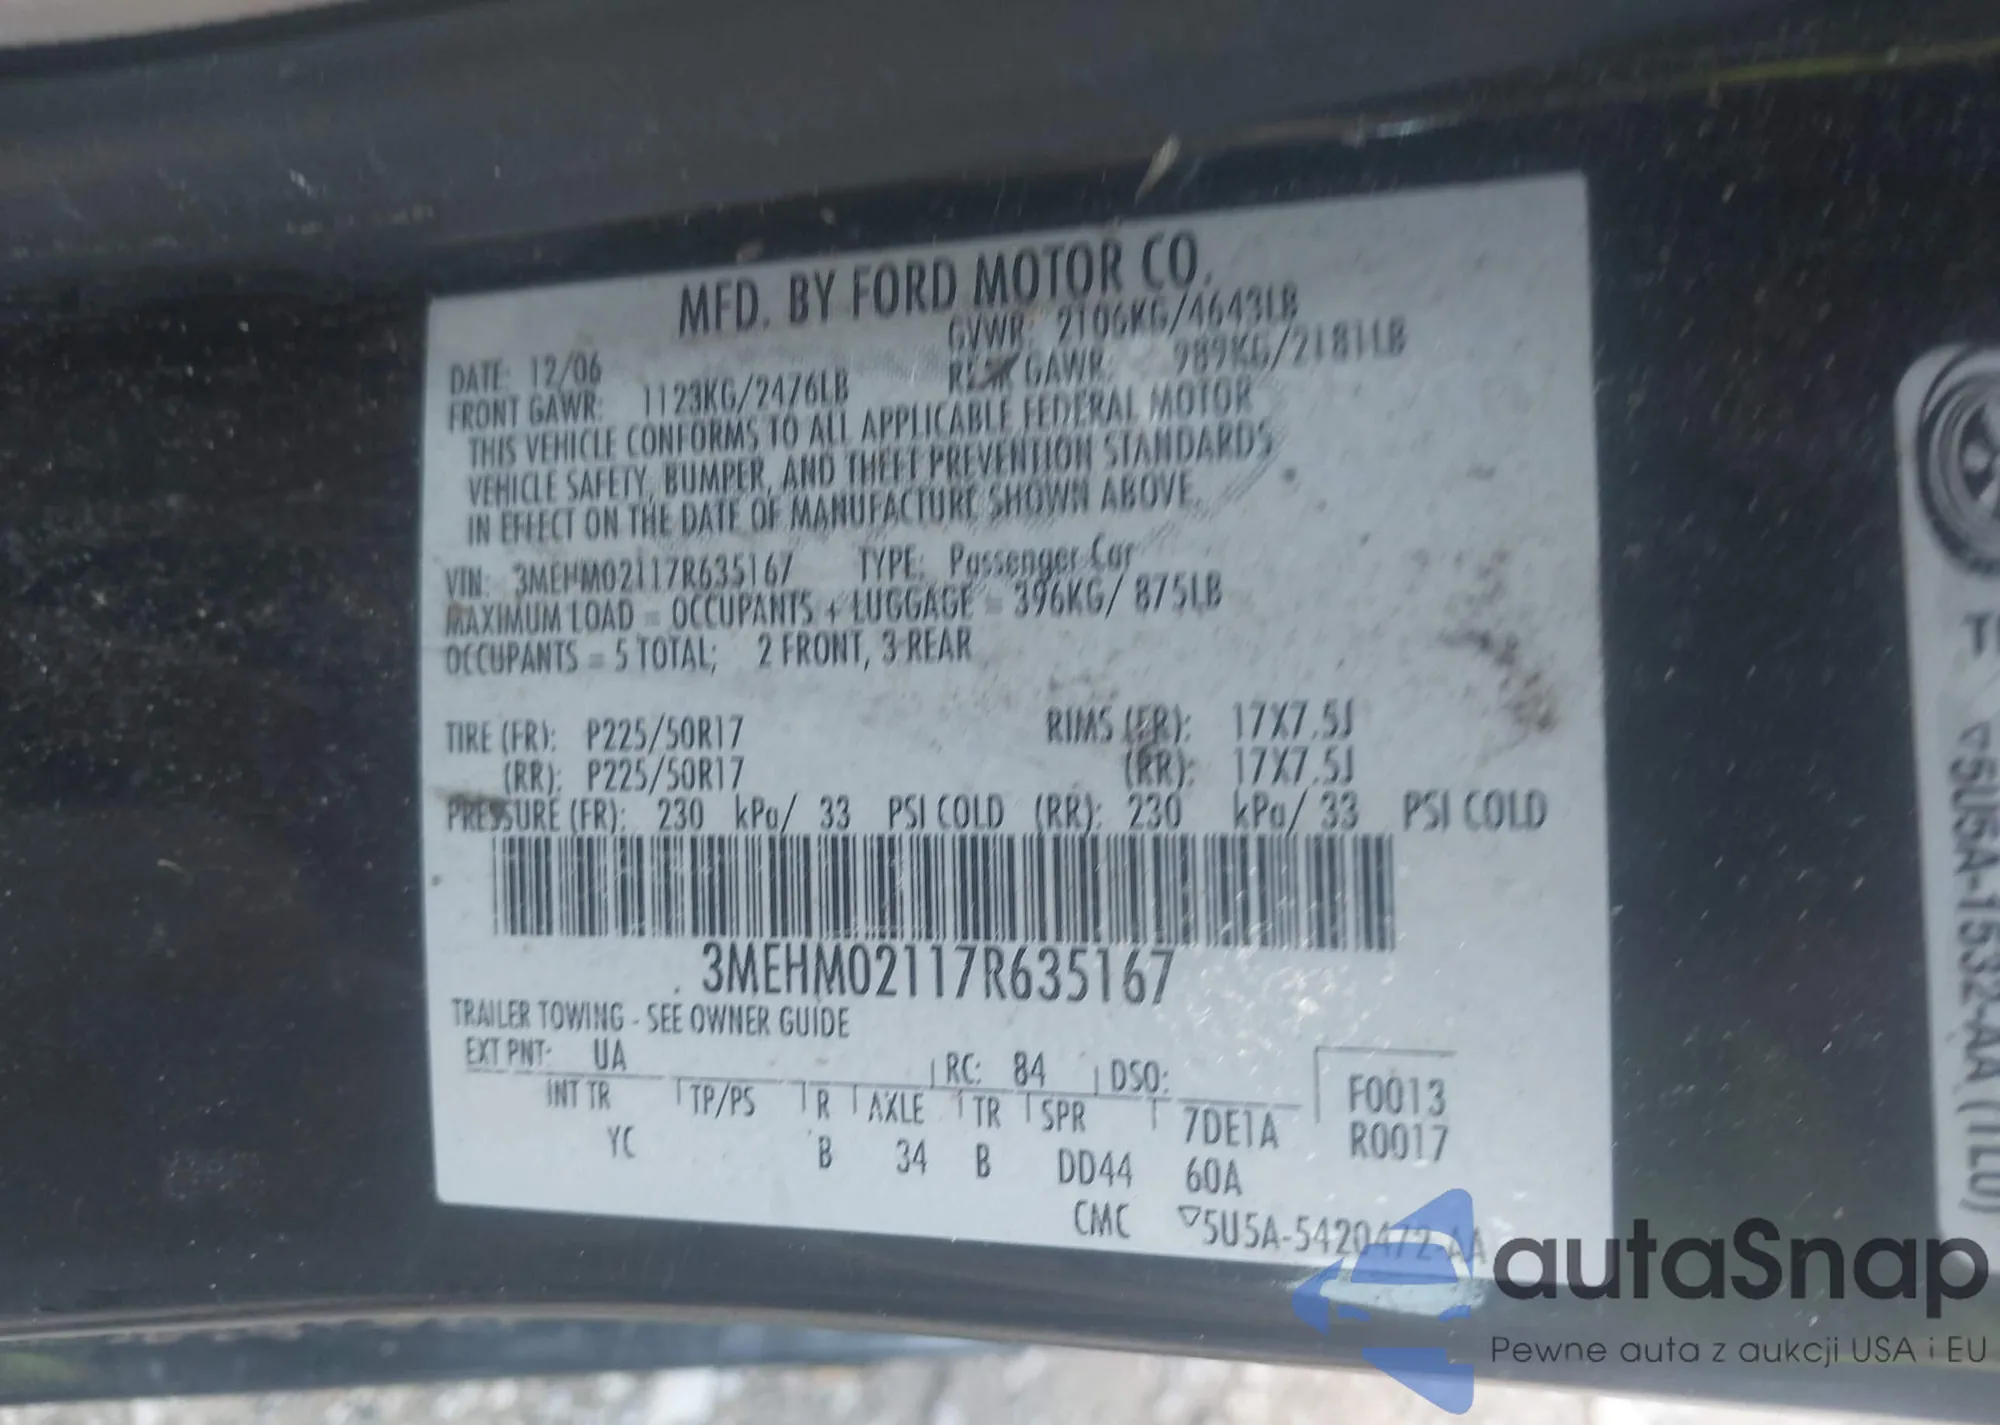 MFD. BY FORD MOTOR CO.
DATE: 12/06 GVWR: 2106KG/4643LB
FRONT GAWR: 1123KG/2476LB REAR GAWR: 989KG/2181LB
THIS VEHICLE CONFORMS TO ALL APPLICABLE FEDERAL MOTOR
VEHICLE SAFETY, BUMPER, AND THEFT PREVENTION STANDARDS
IN EFFECT ON THE DATE OF MANUFACTURE SHOWN ABOVE.
VIN: 3MEHM02117R635167 TYPE: Passenger Car
MAXIMUM LOAD = OCCUPANTS + LUGGAGE = 396KG/ 875LB
OCCUPANTS = 5 TOTAL; 2 FRONT, 3 REAR
TIRE (FR): P225/50R17 RIMS (FR): 17X7.5J
(RR): P225/50R17 (RR): 17X7.5J
PRESSURE (FR): 230 kPa/ 33 PSI COLD (RR): 230 kPa/ 33 PSI COLD
3MEHM02117R635167
TRAILER TOWING - SEE OWNER GUIDE
EXT PNT: UA RC: 84 DSO: F0013
INT TR TP/PS R AXLE TR SPR 7DE1A R0017
YC B 34 B DD44 60A
CMC ▽5U5A-5420472-AA
▽5U5A-1532-AA (TL0)
autaSnap
Pewne auta z aukcji USA i EU